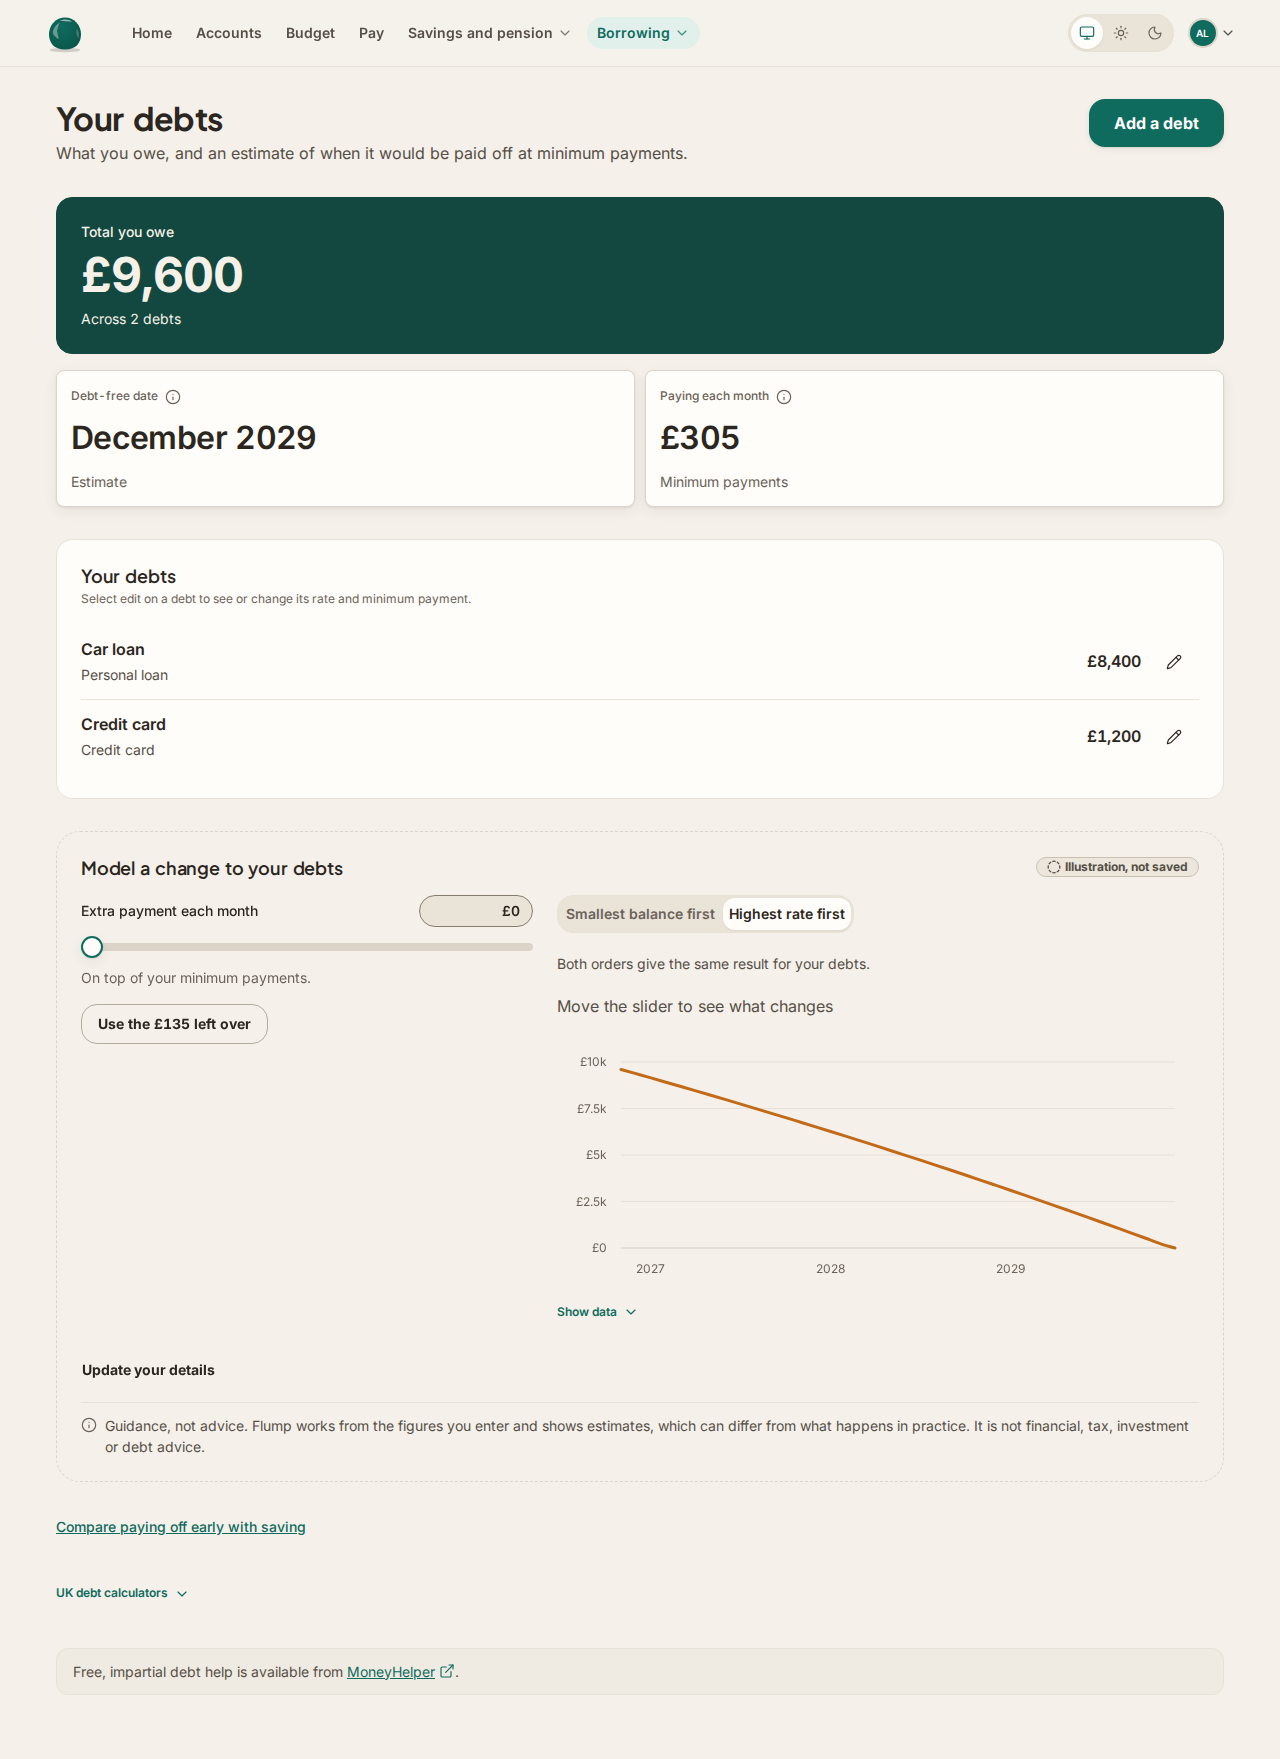 Home
Accounts
Budget
Pay
Savings and pension
Borrowing
AL
Your debts
Add a debt
What you owe, and an estimate of when it would be paid off at minimum payments.
Total you owe
£9,600
Across 2 debts
Debt-free date
December 2029
Estimate
Paying each month
£305
Minimum payments
Your debts
Select edit on a debt to see or change its rate and minimum payment.
Car loan
Personal loan
£8,400
Credit card
Credit card
£1,200
Model a change to your debts
Illustration, not saved
Extra payment each month
£0
On top of your minimum payments.
Use the £135 left over
Smallest balance first
Highest rate first
Both orders give the same result for your debts.
Move the slider to see what changes
£10k
£7.5k
£5k
£2.5k
£0
2027
2028
2029
Show data
Update your details
Guidance, not advice. Flump works from the figures you enter and shows estimates, which can differ from what happens in practice. It is not financial, tax, investment
or debt advice.
Compare paying off early with saving
UK debt calculators
Free, impartial debt help is available from MoneyHelper.